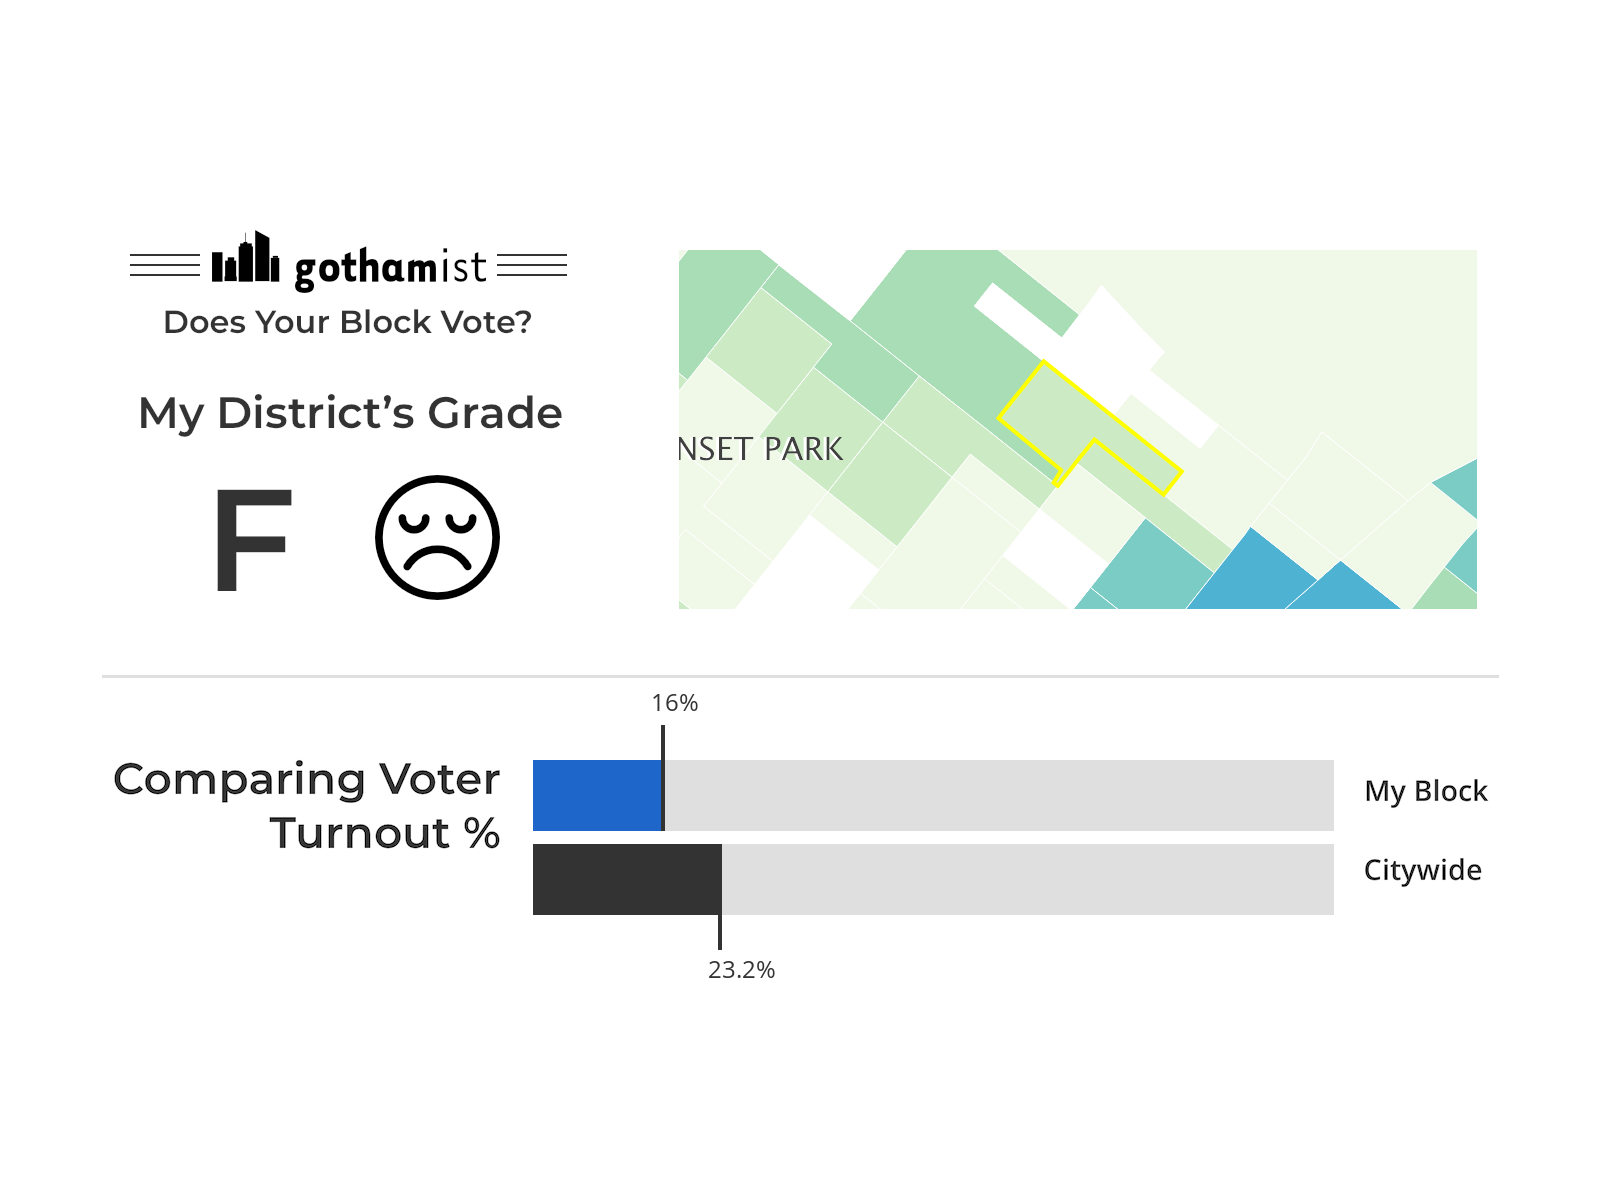 gothamist
Does Your Block Vote?
My District’s Grade
F
NSET PARK
16%
Comparing Voter
Turnout %
My Block
Citywide
23.2%